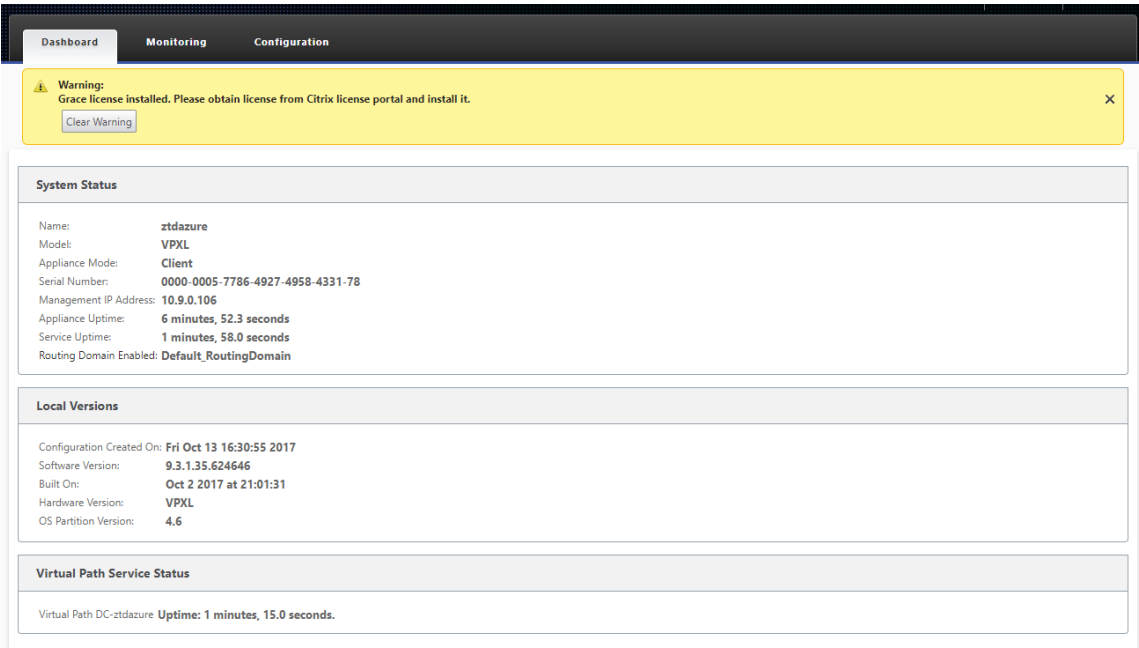 Dashboard Monitoring Configuration
Warning:
Grace license installed. Please obtain license from Citrix license portal and install it.
Clear Warning
System Status
Name: ztdazure
Model: VPXL
Appliance Mode: Client
Serial Number: 0000-0005-7786-4927-4958-4331-78
Management IP Address: 10.9.0.106
Appliance Uptime: 6 minutes, 52.3 seconds
Service Uptime: 1 minutes, 58.0 seconds
Routing Domain Enabled: Default_RoutingDomain
Local Versions
Configuration Created On: Fri Oct 13 16:30:55 2017
Software Version: 9.3.1.35.624646
Built On: Oct 2 2017 at 21:01:31
Hardware Version: VPXL
OS Partition Version: 4.6
Virtual Path Service Status
Virtual Path DC-ztdazure Uptime: 1 minutes, 15.0 seconds.